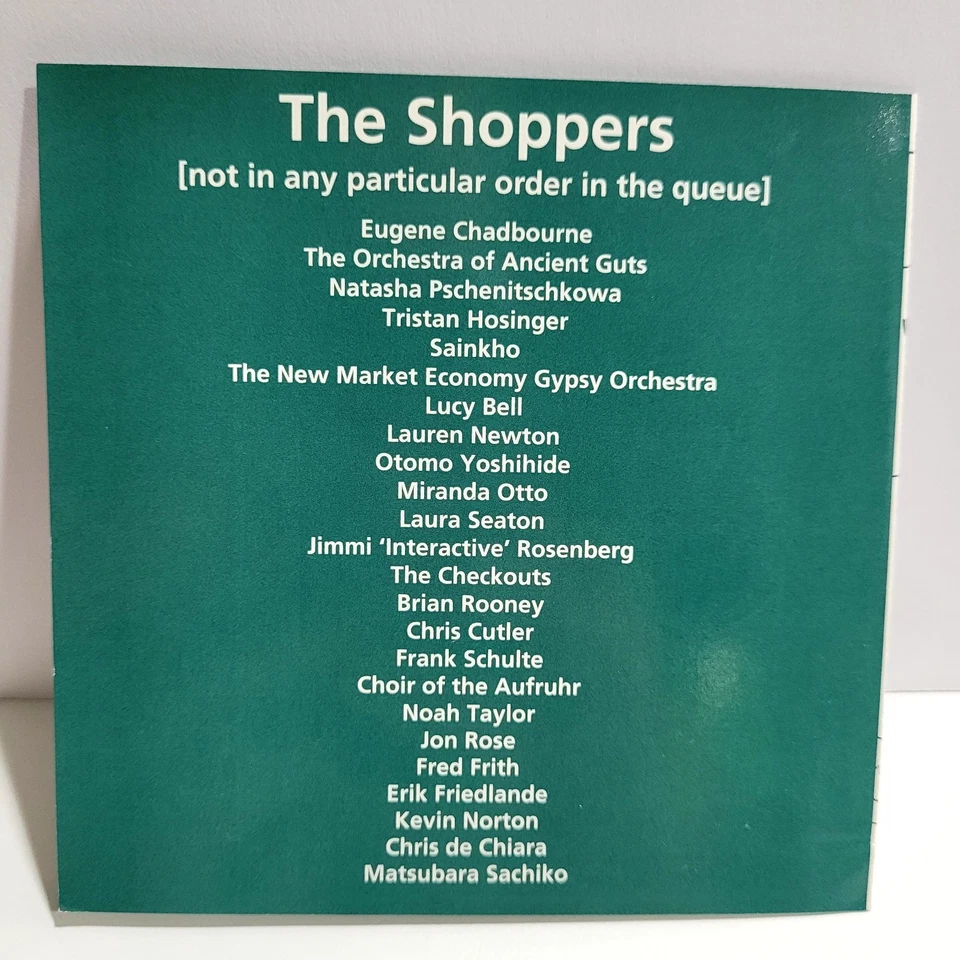 The Shoppers
[not in any particular order in the queue]
Eugene Chadbourne
The Orchestra of Ancient Guts
Natasha Pschenitschkowa
Tristan Hosinger
Sainkho
The New Market Economy Gypsy Orchestra
Lucy Bell
Lauren Newton
Otomo Yoshihide
Miranda Otto
Laura Seaton
Jimmi ‘Interactive’ Rosenberg
The Checkouts
Brian Rooney
Chris Cutler
Frank Schulte
Choir of the Aufruhr
Noah Taylor
Jon Rose
Fred Frith
Erik Friedlande
Kevin Norton
Chris de Chiara
Matsubara Sachiko